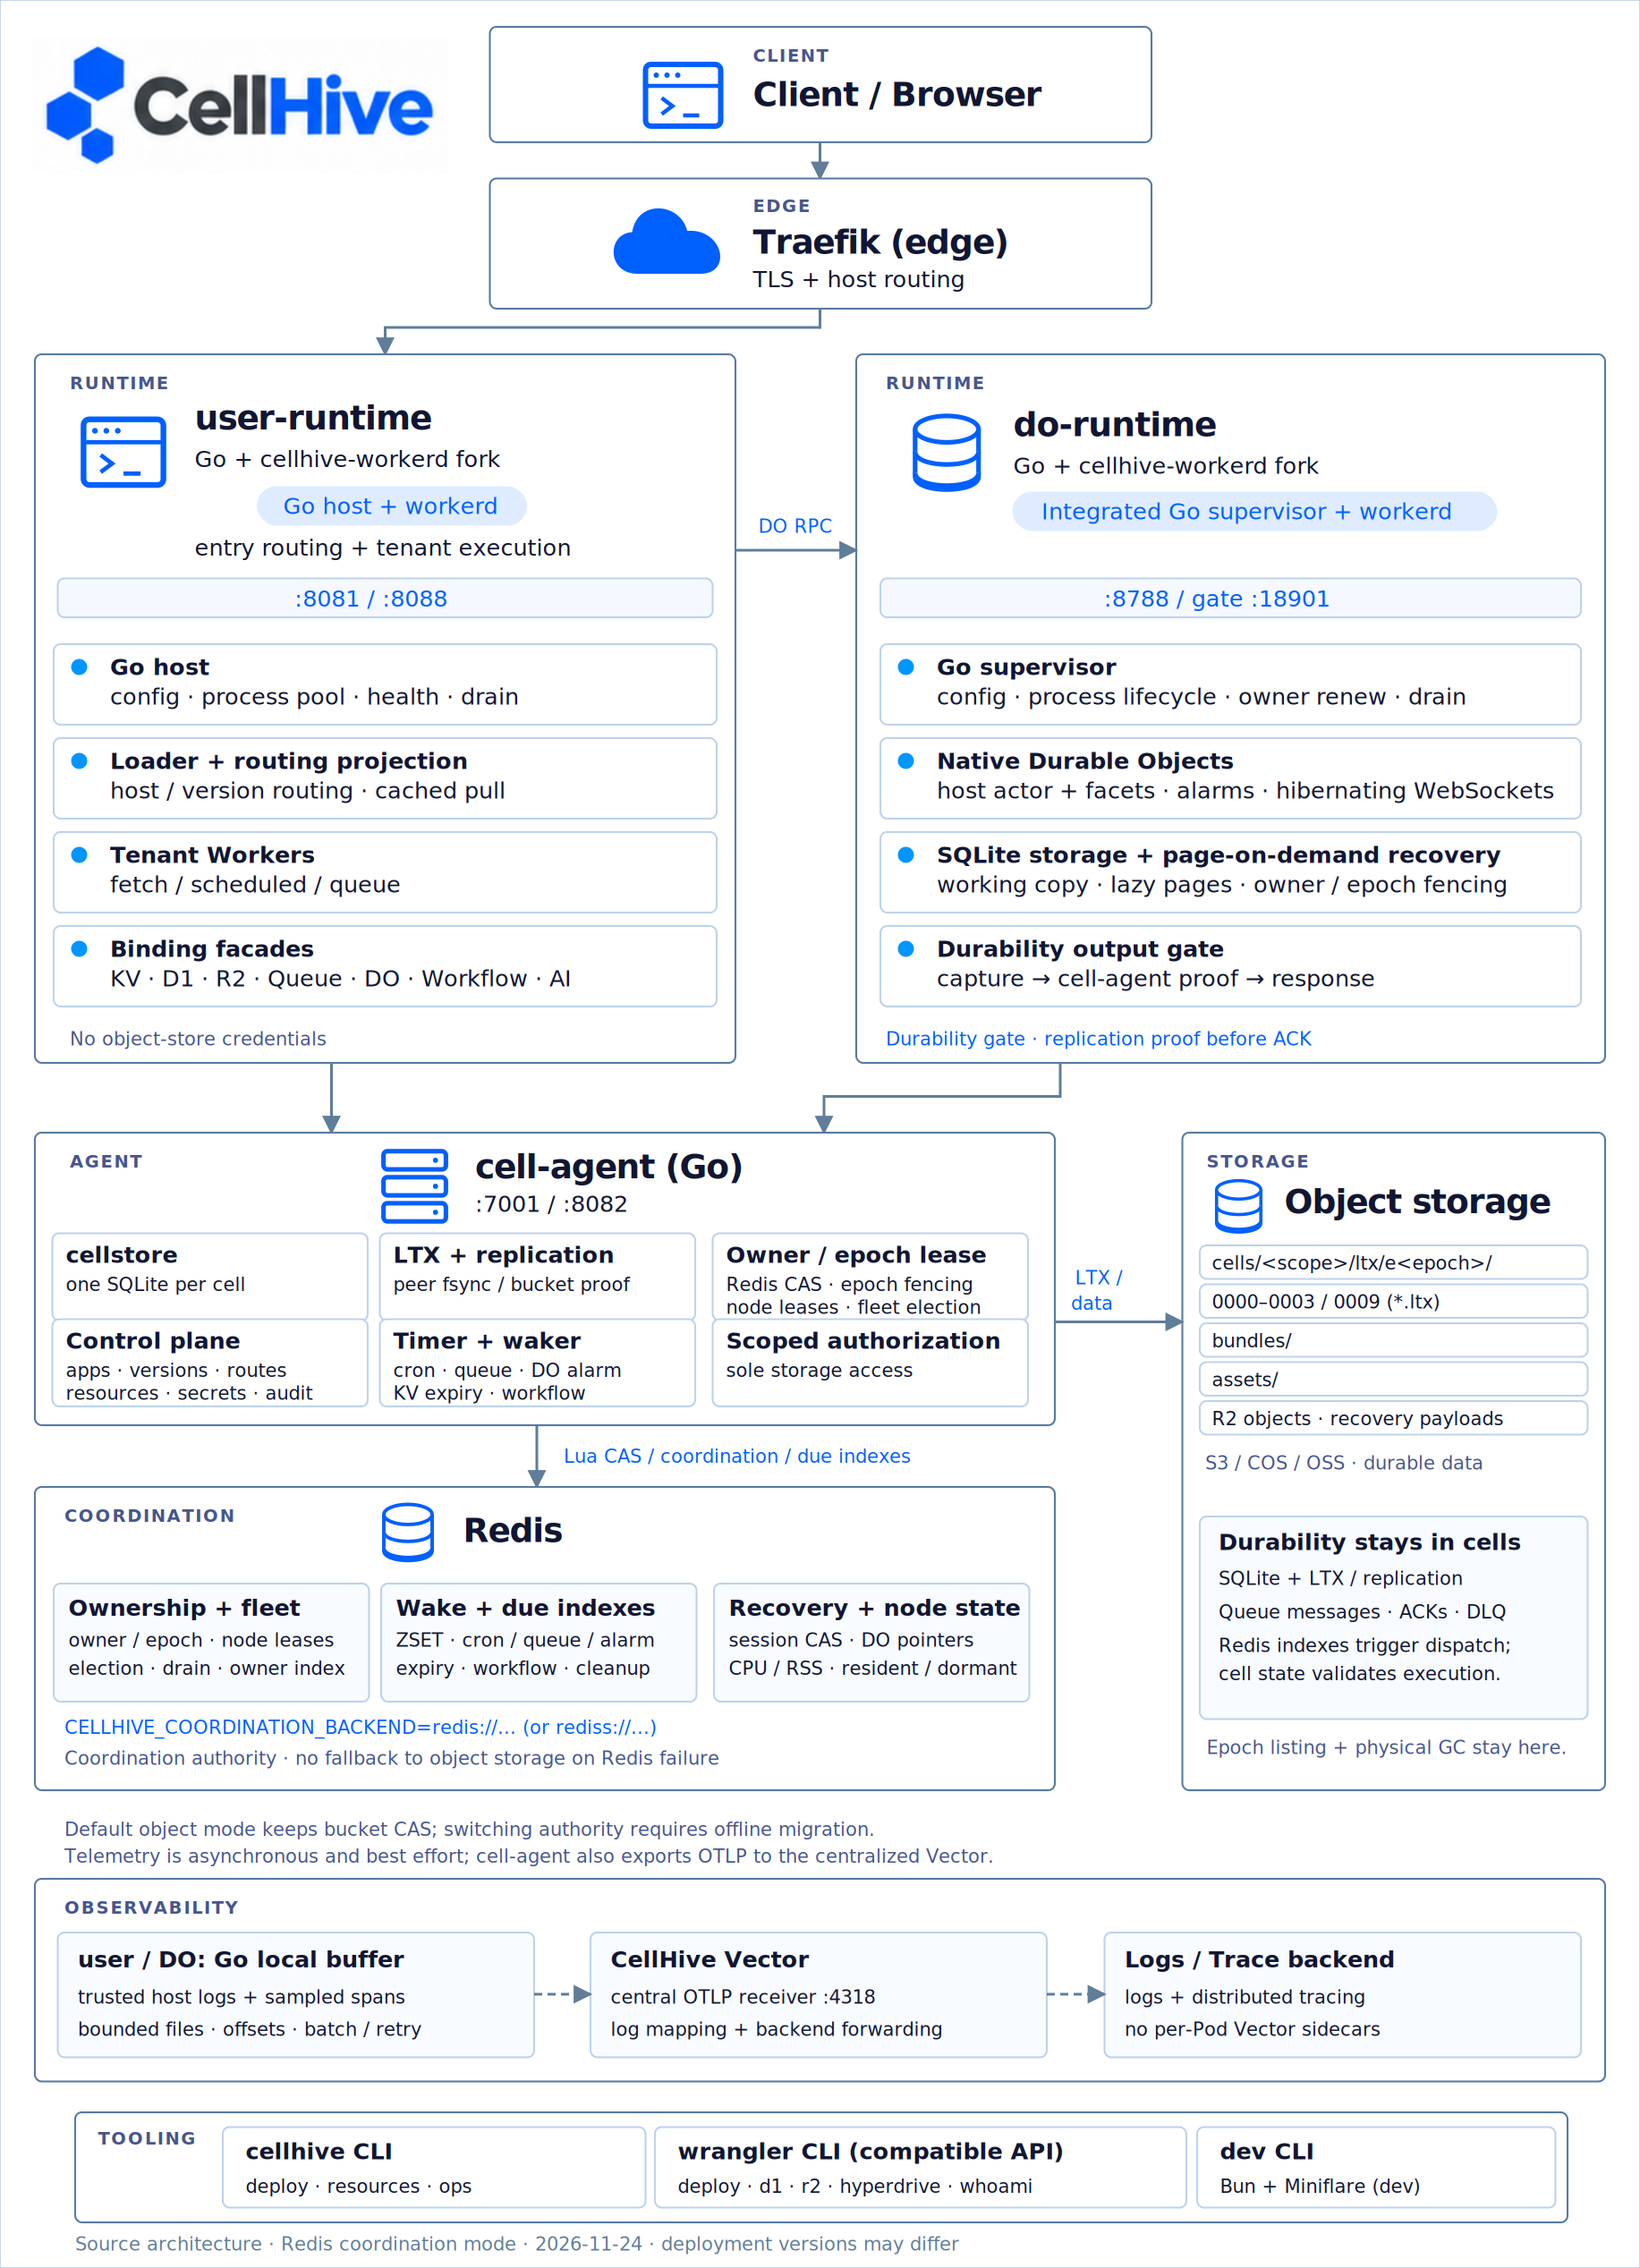 CellHive
CLIENT
Client / Browser
EDGE
Traefik (edge)
TLS + host routing
RUNTIME
user-runtime
Go + cellhive-workerd fork
Go host + workerd
entry routing + tenant execution
:8081 / :8088
Go host
config · process pool · health · drain
Loader + routing projection
host / version routing · cached pull
Tenant Workers
fetch / scheduled / queue
Binding facades
KV · D1 · R2 · Queue · DO · Workflow · AI
No object-store credentials
DO RPC
RUNTIME
do-runtime
Go + cellhive-workerd fork
Integrated Go supervisor + workerd
:8788 / gate :18901
Go supervisor
config · process lifecycle · owner renew · drain
Native Durable Objects
host actor + facets · alarms · hibernating WebSockets
SQLite storage + page-on-demand recovery
working copy · lazy pages · owner / epoch fencing
Durability output gate
capture → cell-agent proof → response
Durability gate · replication proof before ACK
AGENT
cell-agent (Go)
:7001 / :8082
cellstore
one SQLite per cell
LTX + replication
peer fsync / bucket proof
Owner / epoch lease
Redis CAS · epoch fencing
node leases · fleet election
Control plane
apps · versions · routes
resources · secrets · audit
Timer + waker
cron · queue · DO alarm
KV expiry · workflow
Scoped authorization
sole storage access
LTX /
data
STORAGE
Object storage
cells/<scope>/ltx/e<epoch>/
0000–0003 / 0009 (*.ltx)
bundles/
assets/
R2 objects · recovery payloads
S3 / COS / OSS · durable data
Durability stays in cells
SQLite + LTX / replication
Queue messages · ACKs · DLQ
Redis indexes trigger dispatch;
cell state validates execution.
Epoch listing + physical GC stay here.
Lua CAS / coordination / due indexes
COORDINATION
Redis
Ownership + fleet
owner / epoch · node leases
election · drain · owner index
Wake + due indexes
ZSET · cron / queue / alarm
expiry · workflow · cleanup
Recovery + node state
session CAS · DO pointers
CPU / RSS · resident / dormant
CELLHIVE_COORDINATION_BACKEND=redis://… (or rediss://…)
Coordination authority · no fallback to object storage on Redis failure
Default object mode keeps bucket CAS; switching authority requires offline migration.
Telemetry is asynchronous and best effort; cell-agent also exports OTLP to the centralized Vector.
OBSERVABILITY
user / DO: Go local buffer
trusted host logs + sampled spans
bounded files · offsets · batch / retry
CellHive Vector
central OTLP receiver :4318
log mapping + backend forwarding
Logs / Trace backend
logs + distributed tracing
no per-Pod Vector sidecars
TOOLING
cellhive CLI
deploy · resources · ops
wrangler CLI (compatible API)
deploy · d1 · r2 · hyperdrive · whoami
dev CLI
Bun + Miniflare (dev)
Source architecture · Redis coordination mode · 2026-11-24 · deployment versions may differ